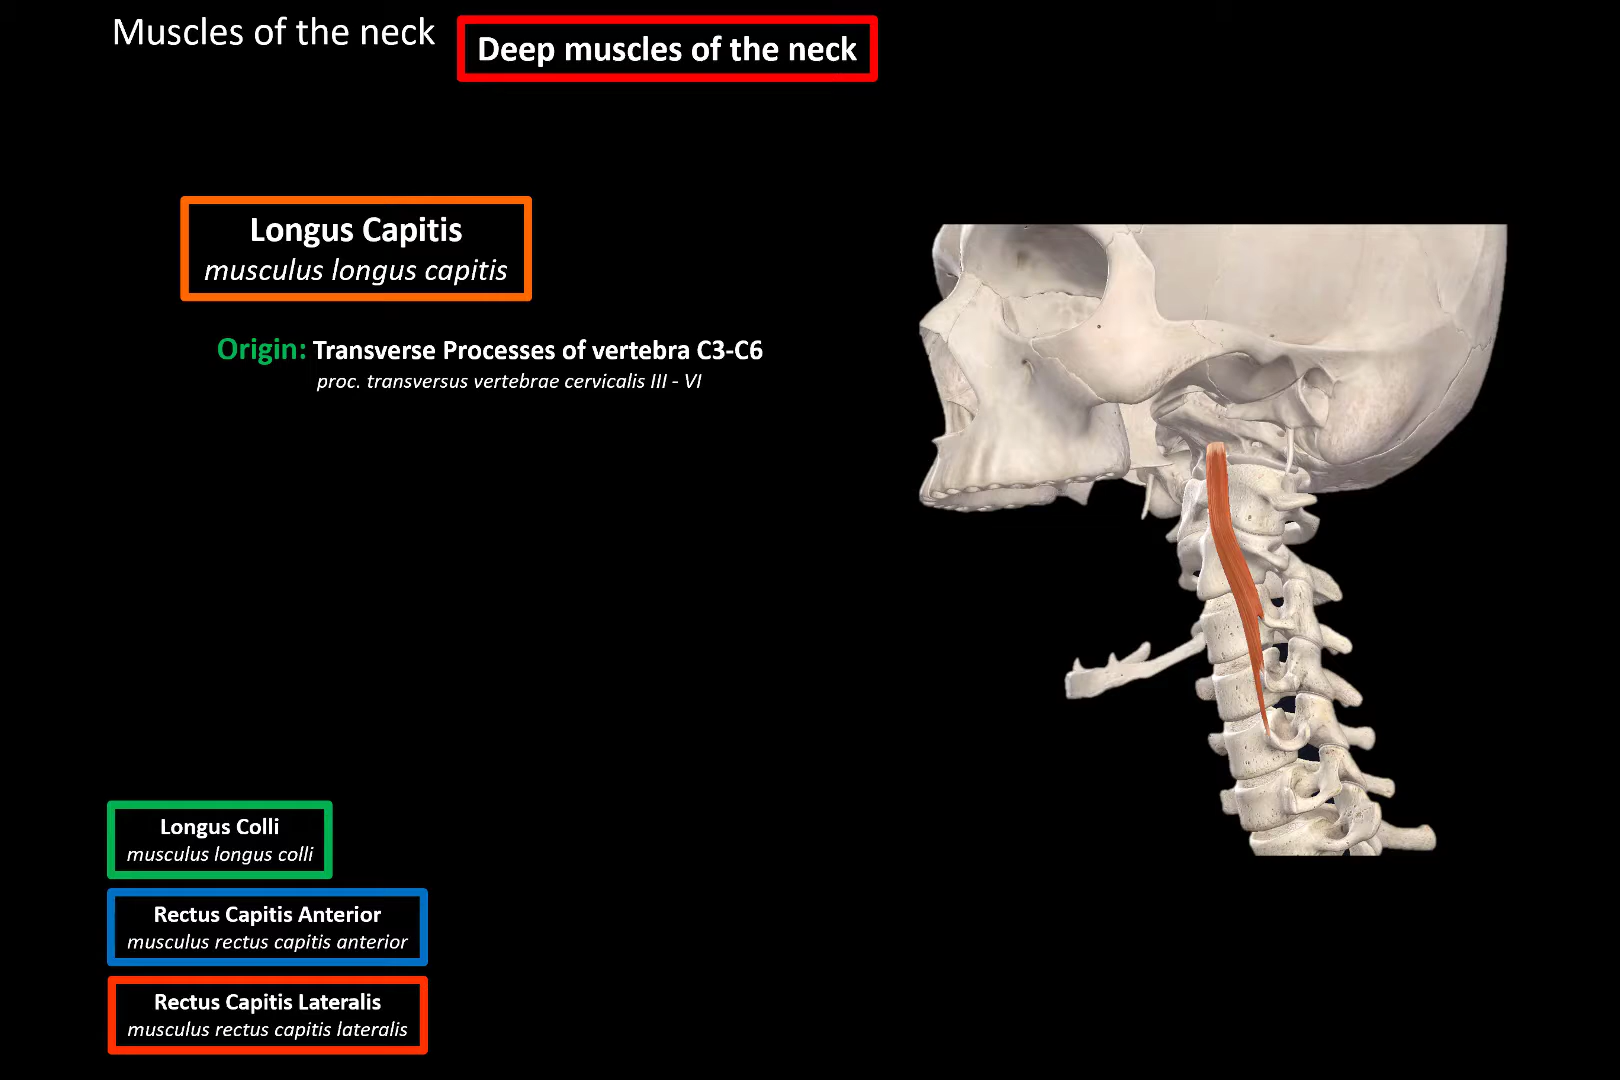 Muscles of the neck
Deep muscles of the neck
Longus Capitis
musculus longus capitis
Origin: Transverse Processes of vertebra C3-C6
proc. transversus vertebrae cervicalis III - VI
Longus Colli
musculus longus colli
Rectus Capitis Anterior
musculus rectus capitis anterior
Rectus Capitis Lateralis
musculus rectus capitis lateralis